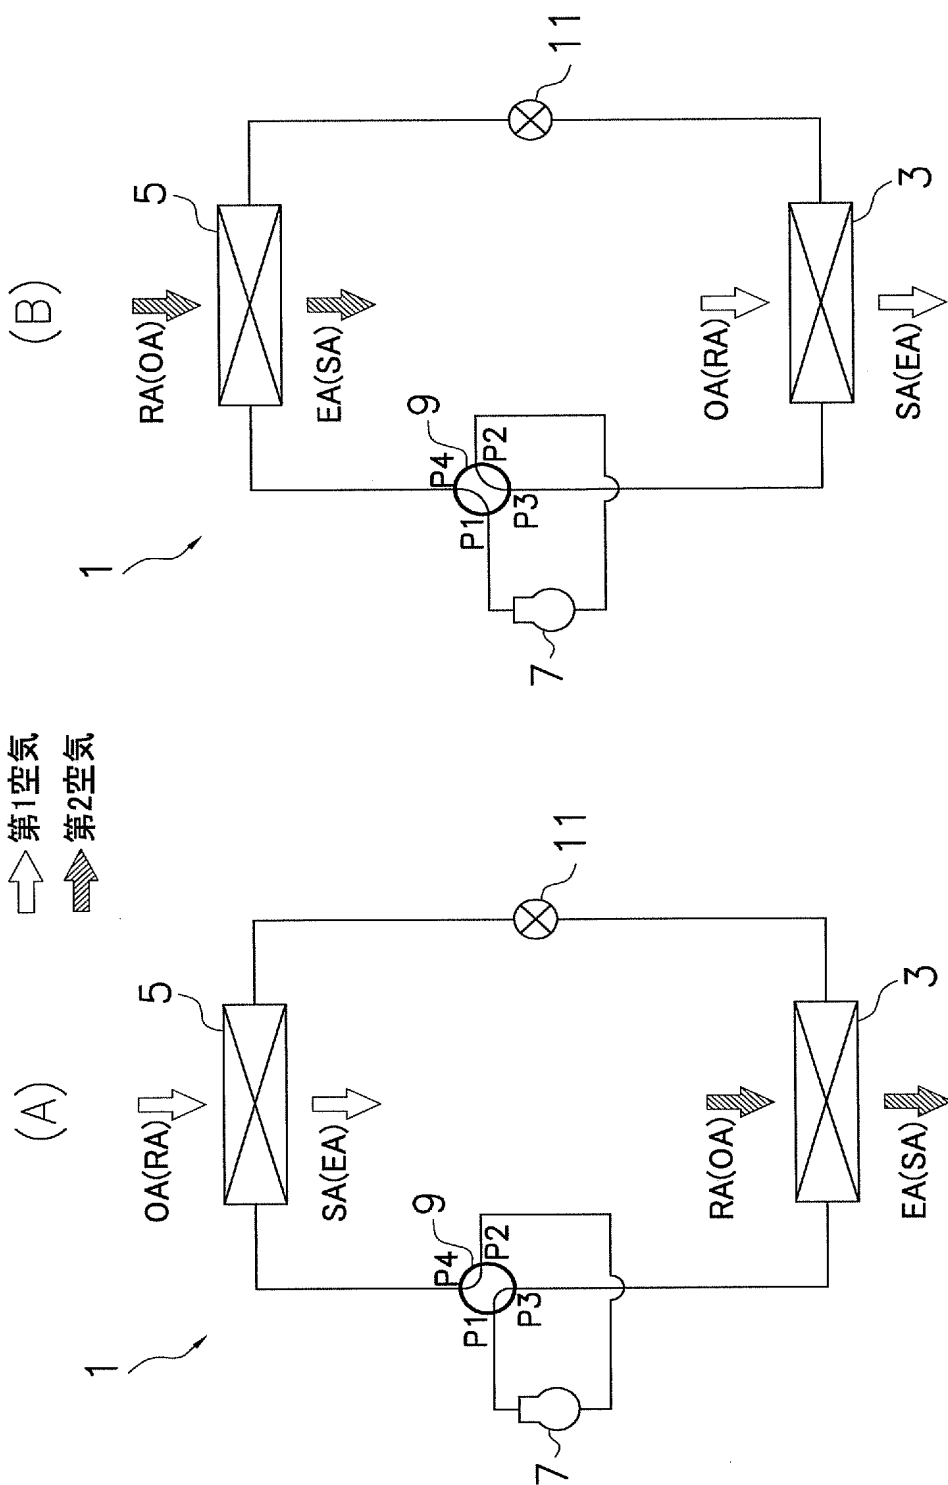 第1空気
第2空気
(A)
1
OA(RA)
5
SA(EA)
9
P4
P1
P2
P3
7
11
RA(OA)
3
EA(SA)
(B)
1
RA(OA)
5
EA(SA)
9
P4
P1
P2
P3
7
11
OA(RA)
3
SA(EA)